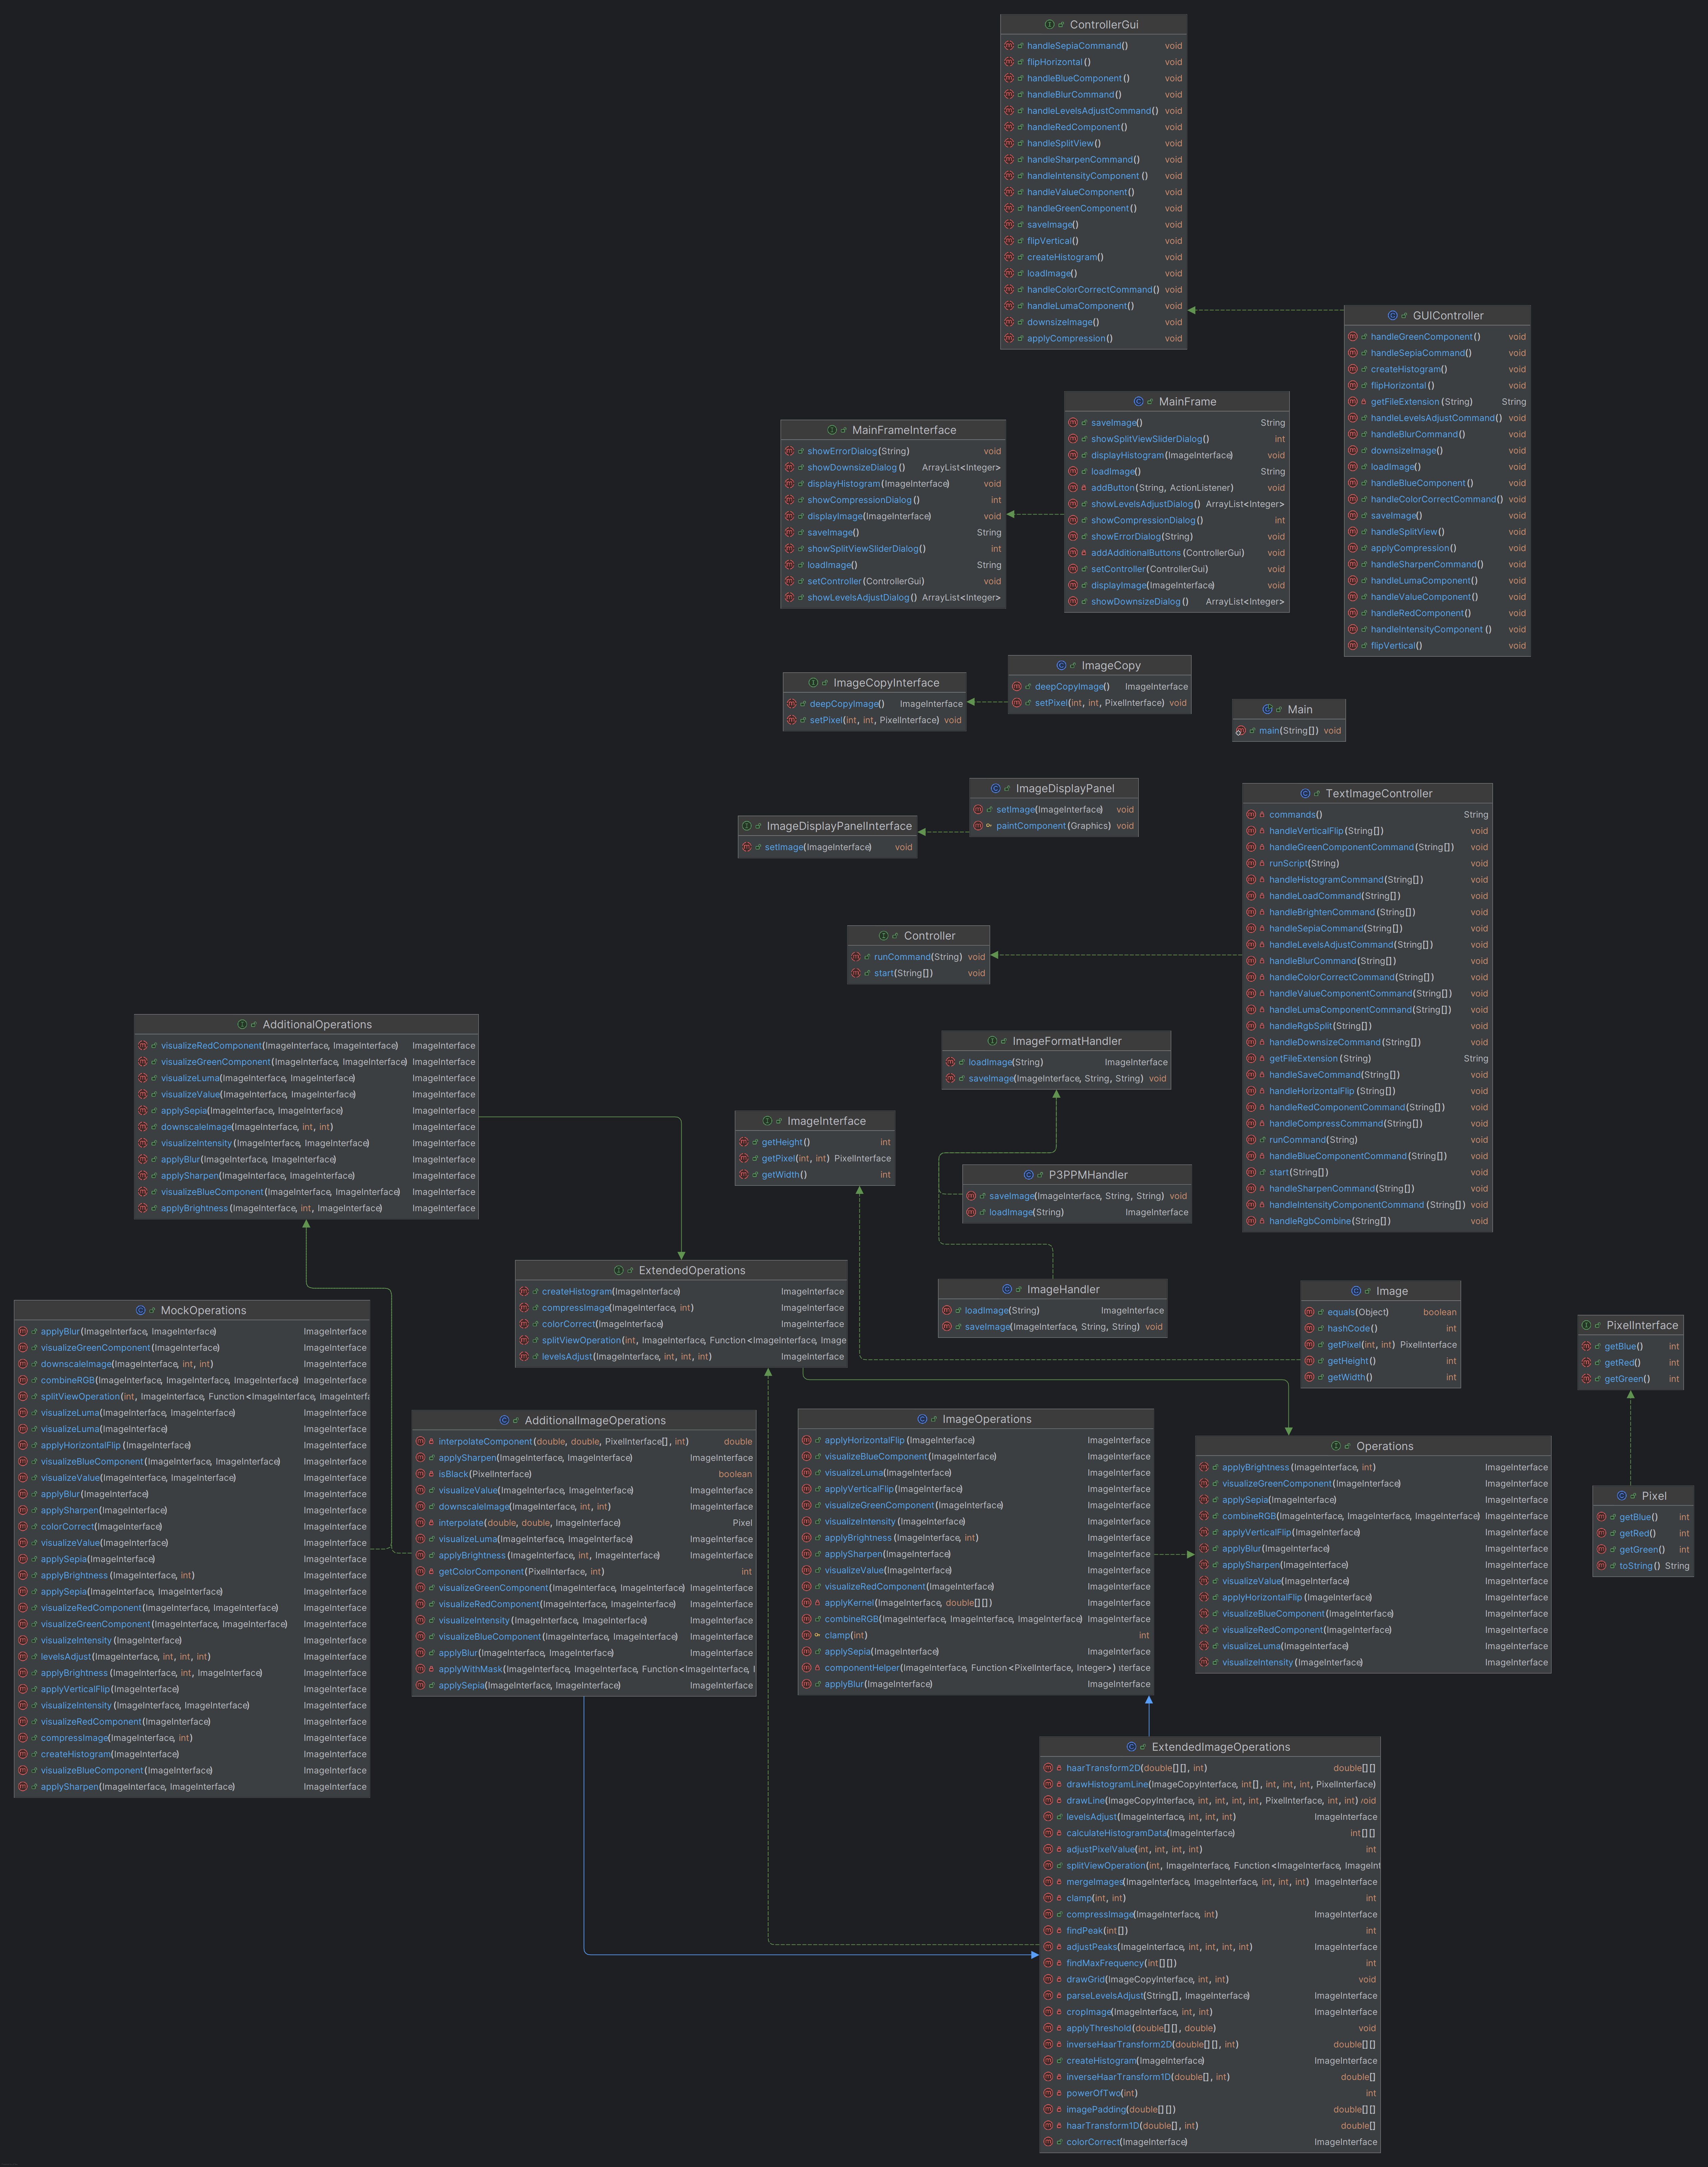 ControllerGui
handleSepiaCommand() void
flipHorizontal() void
handleBlueComponent() void
handleBlurCommand() void
handleLevelsAdjustCommand() void
handleRedComponent() void
handleSplitView() void
handleSharpenCommand() void
handleIntensityComponent() void
handleValueComponent() void
handleGreenComponent() void
saveImage() void
flipVertical() void
createHistogram() void
loadImage() void
handleColorCorrectCommand() void
handleLumaComponent() void
downsizeImage() void
applyCompression() void
GUIController
handleGreenComponent() void
handleSepiaCommand() void
createHistogram() void
flipHorizontal() void
getFileExtension(String) String
handleLevelsAdjustCommand() void
handleBlurCommand() void
downsizeImage() void
loadImage() void
handleBlueComponent() void
handleColorCorrectCommand() void
saveImage() void
handleSplitView() void
applyCompression() void
handleSharpenCommand() void
handleLumaComponent() void
handleValueComponent() void
handleRedComponent() void
handleIntensityComponent() void
flipVertical() void
MainFrame
saveImage() String
showSplitViewSliderDialog() int
displayHistogram(ImageInterface) void
loadImage() String
addButton(String, ActionListener) void
showLevelsAdjustDialog() ArrayList<Integer>
showCompressionDialog() int
showErrorDialog(String) void
addAdditionalButtons(ControllerGui) void
setController(ControllerGui) void
displayImage(ImageInterface) void
showDownsizeDialog() ArrayList<Integer>
MainFrameInterface
showErrorDialog(String) void
showDownsizeDialog() ArrayList<Integer>
displayHistogram(ImageInterface) void
showCompressionDialog() int
displayImage(ImageInterface) void
saveImage() String
showSplitViewSliderDialog() int
loadImage() String
setController(ControllerGui) void
showLevelsAdjustDialog() ArrayList<Integer>
ImageCopy
deepCopyImage() ImageInterface
setPixel(int, int, PixelInterface) void
ImageCopyInterface
deepCopyImage() ImageInterface
setPixel(int, int, PixelInterface) void
Main
main(String[]) void
ImageDisplayPanel
setImage(ImageInterface) void
paintComponent(Graphics) void
ImageDisplayPanelInterface
setImage(ImageInterface) void
TextImageController
commands() String
handleVerticalFlip(String[]) void
handleGreenComponentCommand(String[]) void
runScript(String) void
handleHistogramCommand(String[]) void
handleLoadCommand(String[]) void
handleBrightenCommand(String[]) void
handleSepiaCommand(String[]) void
handleLevelsAdjustCommand(String[]) void
handleBlurCommand(String[]) void
handleColorCorrectCommand(String[]) void
handleValueComponentCommand(String[]) void
handleLumaComponentCommand(String[]) void
handleRgbSplit(String[]) void
handleDownsizeCommand(String[]) void
getFileExtension(String) String
handleSaveCommand(String[]) void
handleHorizontalFlip(String[]) void
handleRedComponentCommand(String[]) void
handleCompressCommand(String[]) void
runCommand(String) void
handleBlueComponentCommand(String[]) void
start(String[]) void
handleSharpenCommand(String[]) void
handleIntensityComponentCommand(String[]) void
handleRgbCombine(String[]) void
Controller
runCommand(String) void
start(String[]) void
AdditionalOperations
visualizeRedComponent(ImageInterface, ImageInterface) ImageInterface
visualizeGreenComponent(ImageInterface, ImageInterface) ImageInterface
visualizeLuma(ImageInterface, ImageInterface) ImageInterface
visualizeValue(ImageInterface, ImageInterface) ImageInterface
applySepia(ImageInterface, ImageInterface) ImageInterface
downscaleImage(ImageInterface, int, int) ImageInterface
visualizeIntensity(ImageInterface, ImageInterface) ImageInterface
applyBlur(ImageInterface, ImageInterface) ImageInterface
applySharpen(ImageInterface, ImageInterface) ImageInterface
visualizeBlueComponent(ImageInterface, ImageInterface) ImageInterface
applyBrightness(ImageInterface, int, ImageInterface) ImageInterface
ImageFormatHandler
loadImage(String) ImageInterface
saveImage(ImageInterface, String, String) void
ImageInterface
getHeight() int
getPixel(int, int) PixelInterface
getWidth() int
P3PPMHandler
saveImage(ImageInterface, String, String) void
loadImage(String) ImageInterface
ExtendedOperations
createHistogram(ImageInterface) ImageInterface
compressImage(ImageInterface, int) ImageInterface
colorCorrect(ImageInterface) ImageInterface
splitViewOperation(int, ImageInterface, Function<ImageInterface, Image
levelsAdjust(ImageInterface, int, int, int) ImageInterface
ImageHandler
loadImage(String) ImageInterface
saveImage(ImageInterface, String, String) void
Image
equals(Object) boolean
hashCode() int
getPixel(int, int) PixelInterface
getHeight() int
getWidth() int
PixelInterface
getBlue() int
getRed() int
getGreen() int
MockOperations
applyBlur(ImageInterface, ImageInterface) ImageInterface
visualizeGreenComponent(ImageInterface) ImageInterface
downscaleImage(ImageInterface, int, int) ImageInterface
combineRGB(ImageInterface, ImageInterface, ImageInterface) ImageInterface
splitViewOperation(int, ImageInterface, Function<ImageInterface, ImageInterf
visualizeLuma(ImageInterface, ImageInterface) ImageInterface
visualizeLuma(ImageInterface) ImageInterface
applyHorizontalFlip(ImageInterface) ImageInterface
visualizeBlueComponent(ImageInterface, ImageInterface) ImageInterface
visualizeValue(ImageInterface, ImageInterface) ImageInterface
applyBlur(ImageInterface) ImageInterface
applySharpen(ImageInterface) ImageInterface
colorCorrect(ImageInterface) ImageInterface
visualizeValue(ImageInterface) ImageInterface
applySepia(ImageInterface) ImageInterface
applyBrightness(ImageInterface, int) ImageInterface
applySepia(ImageInterface, ImageInterface) ImageInterface
visualizeRedComponent(ImageInterface, ImageInterface) ImageInterface
visualizeGreenComponent(ImageInterface, ImageInterface) ImageInterface
visualizeIntensity(ImageInterface) ImageInterface
levelsAdjust(ImageInterface, int, int, int) ImageInterface
applyBrightness(ImageInterface, int, ImageInterface) ImageInterface
applyVerticalFlip(ImageInterface) ImageInterface
visualizeIntensity(ImageInterface, ImageInterface) ImageInterface
visualizeRedComponent(ImageInterface) ImageInterface
compressImage(ImageInterface, int) ImageInterface
createHistogram(ImageInterface) ImageInterface
visualizeBlueComponent(ImageInterface) ImageInterface
applySharpen(ImageInterface, ImageInterface) ImageInterface
AdditionalImageOperations
interpolateComponent(double, double, PixelInterface[], int) double
applySharpen(ImageInterface, ImageInterface) ImageInterface
isBlack(PixelInterface) boolean
visualizeValue(ImageInterface, ImageInterface) ImageInterface
downscaleImage(ImageInterface, int, int) ImageInterface
interpolate(double, double, ImageInterface) Pixel
visualizeLuma(ImageInterface, ImageInterface) ImageInterface
applyBrightness(ImageInterface, int, ImageInterface) ImageInterface
getColorComponent(PixelInterface, int) int
visualizeGreenComponent(ImageInterface, ImageInterface) ImageInterface
visualizeRedComponent(ImageInterface, ImageInterface) ImageInterface
visualizeIntensity(ImageInterface, ImageInterface) ImageInterface
visualizeBlueComponent(ImageInterface, ImageInterface) ImageInterface
applyBlur(ImageInterface, ImageInterface) ImageInterface
applyWithMask(ImageInterface, ImageInterface, Function<ImageInterface, I
applySepia(ImageInterface, ImageInterface) ImageInterface
ImageOperations
applyHorizontalFlip(ImageInterface) ImageInterface
visualizeBlueComponent(ImageInterface) ImageInterface
visualizeLuma(ImageInterface) ImageInterface
applyVerticalFlip(ImageInterface) ImageInterface
visualizeGreenComponent(ImageInterface) ImageInterface
visualizeIntensity(ImageInterface) ImageInterface
applyBrightness(ImageInterface, int) ImageInterface
applySharpen(ImageInterface) ImageInterface
visualizeValue(ImageInterface) ImageInterface
visualizeRedComponent(ImageInterface) ImageInterface
applyKernel(ImageInterface, double[][]) ImageInterface
combineRGB(ImageInterface, ImageInterface, ImageInterface) ImageInterface
clamp(int) int
applySepia(ImageInterface) ImageInterface
componentHelper(ImageInterface, Function<PixelInterface, Integer>) iterface
applyBlur(ImageInterface) ImageInterface
Operations
applyBrightness(ImageInterface, int) ImageInterface
visualizeGreenComponent(ImageInterface) ImageInterface
applySepia(ImageInterface) ImageInterface
combineRGB(ImageInterface, ImageInterface, ImageInterface) ImageInterface
applyVerticalFlip(ImageInterface) ImageInterface
applyBlur(ImageInterface) ImageInterface
applySharpen(ImageInterface) ImageInterface
visualizeValue(ImageInterface) ImageInterface
applyHorizontalFlip(ImageInterface) ImageInterface
visualizeBlueComponent(ImageInterface) ImageInterface
visualizeRedComponent(ImageInterface) ImageInterface
visualizeLuma(ImageInterface) ImageInterface
visualizeIntensity(ImageInterface) ImageInterface
Pixel
getBlue() int
getRed() int
getGreen() int
toString() String
ExtendedImageOperations
haarTransform2D(double[][], int) double[][]
drawHistogramLine(ImageCopyInterface, int[], int, int, int, PixelInterface)
drawLine(ImageCopyInterface, int, int, int, int, PixelInterface, int, int) void
levelsAdjust(ImageInterface, int, int, int) ImageInterface
calculateHistogramData(ImageInterface) int[][]
adjustPixelValue(int, int, int, int) int
splitViewOperation(int, ImageInterface, Function<ImageInterface, ImageInt
mergeImages(ImageInterface, ImageInterface, int, int, int) ImageInterface
clamp(int, int) int
compressImage(ImageInterface, int) ImageInterface
findPeak(int[]) int
adjustPeaks(ImageInterface, int, int, int, int) ImageInterface
findMaxFrequency(int[][]) int
drawGrid(ImageCopyInterface, int, int) void
parseLevelsAdjust(String[], ImageInterface) ImageInterface
cropImage(ImageInterface, int, int) ImageInterface
applyThreshold(double[][], double) void
inverseHaarTransform2D(double[][], int) double[][]
createHistogram(ImageInterface) ImageInterface
inverseHaarTransform1D(double[], int) double[]
powerOfTwo(int) int
imagePadding(double[][]) double[][]
haarTransform1D(double[], int) double[]
colorCorrect(ImageInterface) ImageInterface